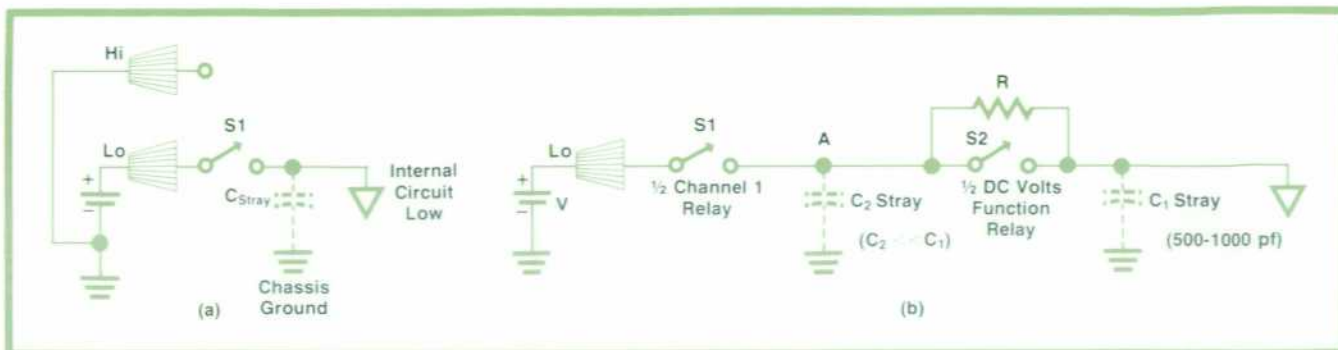 Hi
Lo
S1
+
−
CStray
Internal
Circuit
Low
Chassis
Ground
(a)
Lo
+
−
V
S1
½ Channel 1
Relay
A
C2 Stray
(C2 << C1)
R
S2
½ DC Volts
Function
Relay
C1 Stray
(500-1000 pf)
(b)